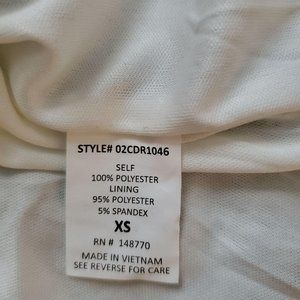 STYLE# 02CDR1046
SELF
100% POLYESTER
LINING
95% POLYESTER
5% SPANDEX
XS
RN # 148770
MADE IN VIETNAM
SEE REVERSE FOR CARE